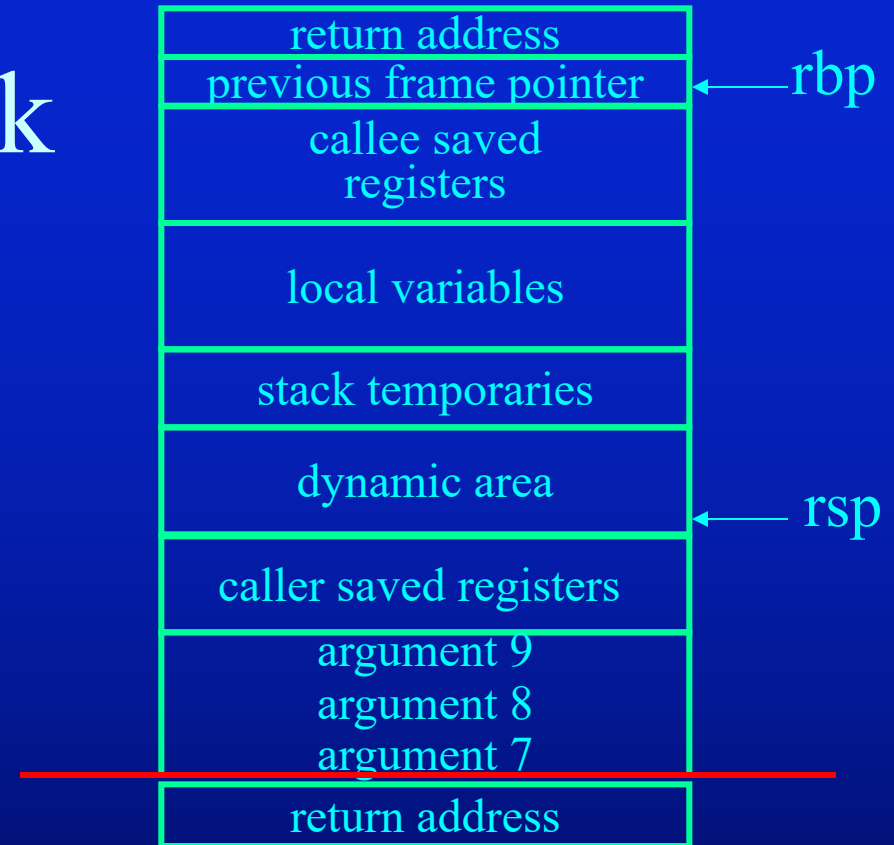 k
return address
previous frame pointer
rbp
callee saved
registers
local variables
stack temporaries
dynamic area
rsp
caller saved registers
argument 9
argument 8
argument 7
return address